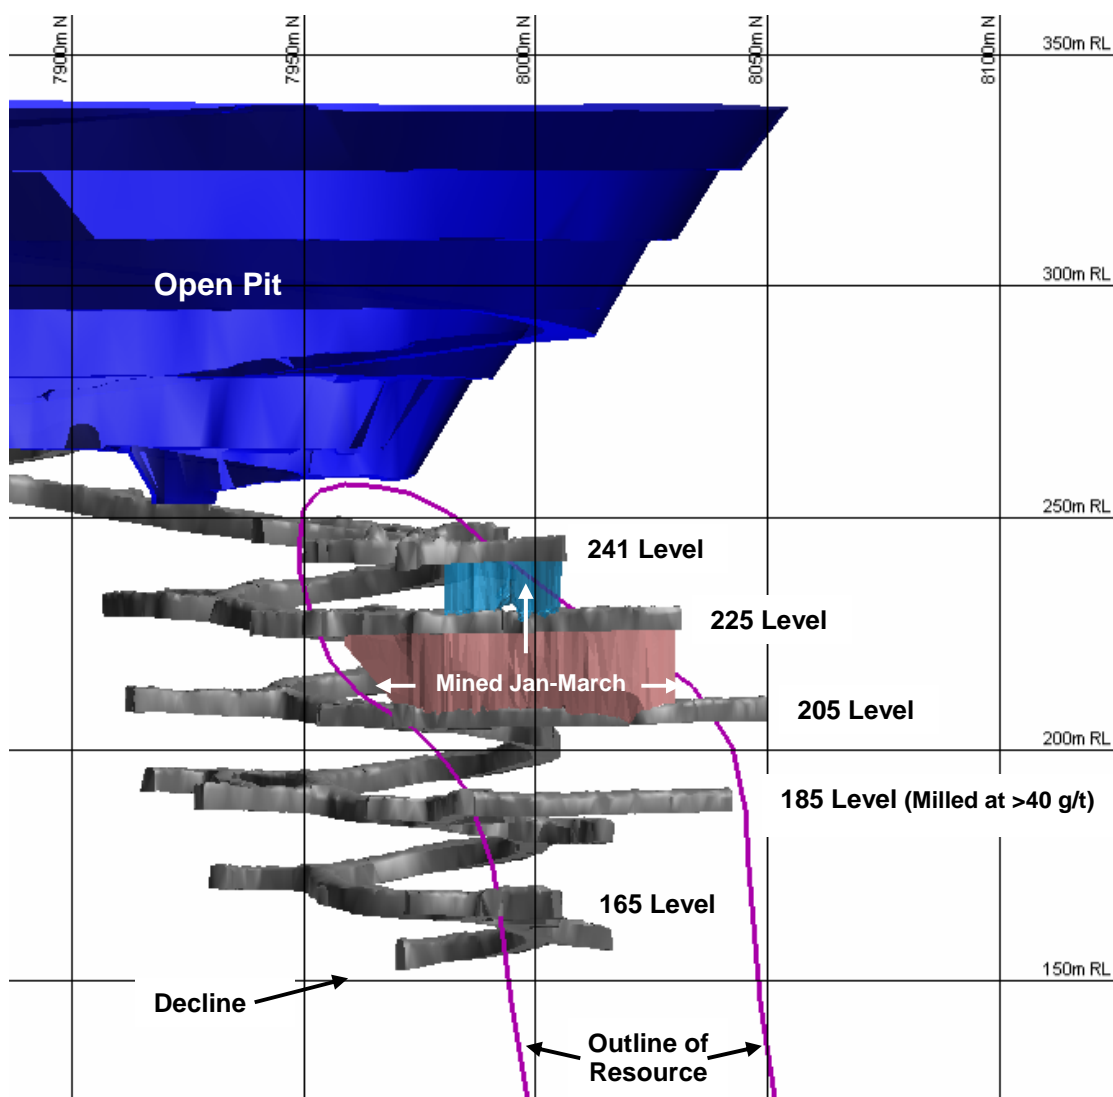 7900m N
7950m N
8000m N
8050m N
8100m N
350m RL
Open Pit
300m RL
250m RL
241 Level
225 Level
Mined Jan-March
205 Level
200m RL
185 Level (Milled at >40 g/t)
165 Level
150m RL
Decline
Outline of
Resource